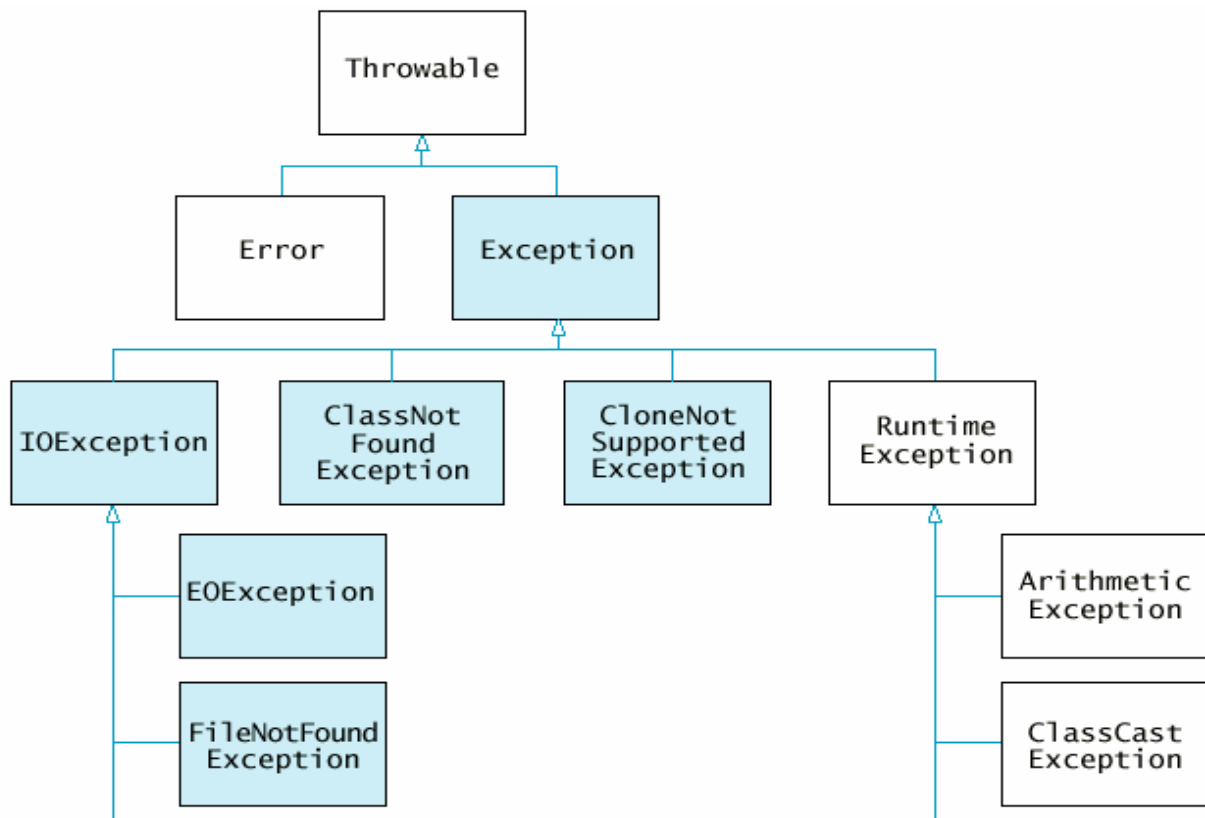 Throwable
Error
Exception
IOException
ClassNot
Found
Exception
CloneNot
Supported
Exception
Runtime
Exception
EOException
FileNotFound
Exception
Arithmetic
Exception
ClassCast
Exception